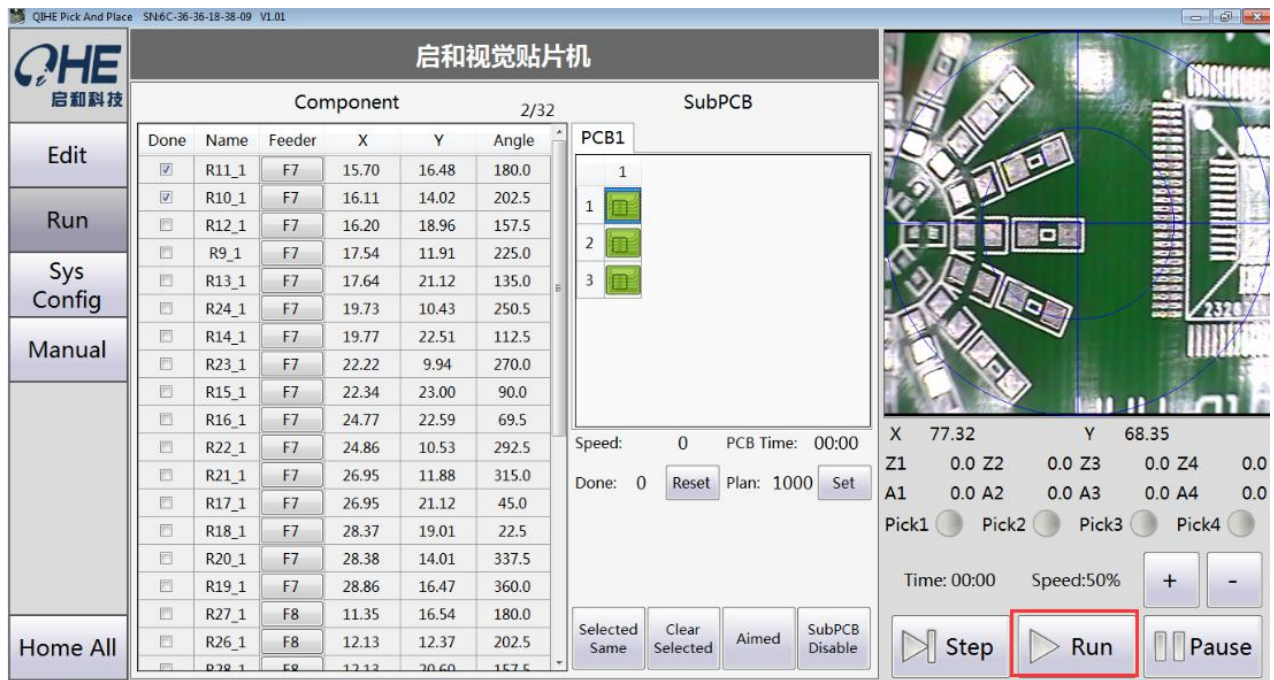 QIHE Pick And Place SN:6C-36-36-18-38-09 V1.01
QHE
启和科技
启和视觉贴片机
Edit
Run
Sys
Config
Manual
Home All
Component 2/32
Done Name Feeder X Y Angle
R11_1 F7 15.70 16.48 180.0
R10_1 F7 16.11 14.02 202.5
R12_1 F7 16.20 18.96 157.5
R9_1 F7 17.54 11.91 225.0
R13_1 F7 17.64 21.12 135.0
R24_1 F7 19.73 10.43 250.5
R14_1 F7 19.77 22.51 112.5
R23_1 F7 22.22 9.94 270.0
R15_1 F7 22.34 23.00 90.0
R16_1 F7 24.77 22.59 69.5
R22_1 F7 24.86 10.53 292.5
R21_1 F7 26.95 11.88 315.0
R17_1 F7 26.95 21.12 45.0
R18_1 F7 28.37 19.01 22.5
R20_1 F7 28.38 14.01 337.5
R19_1 F7 28.86 16.47 360.0
R27_1 F8 11.35 16.54 180.0
R26_1 F8 12.13 12.37 202.5
R28_1 F8 12.13 20.60 157.5
SubPCB
PCB1
1
1
2
3
Speed: 0 PCB Time: 00:00
Done: 0 Reset Plan: 1000 Set
Selected Same
Clear Selected
Aimed
SubPCB Disable
2328
X 77.32 Y 68.35
Z1 0.0 Z2 0.0 Z3 0.0 Z4 0.0
A1 0.0 A2 0.0 A3 0.0 A4 0.0
Pick1 Pick2 Pick3 Pick4
Time: 00:00 Speed:50% + -
Step Run Pause